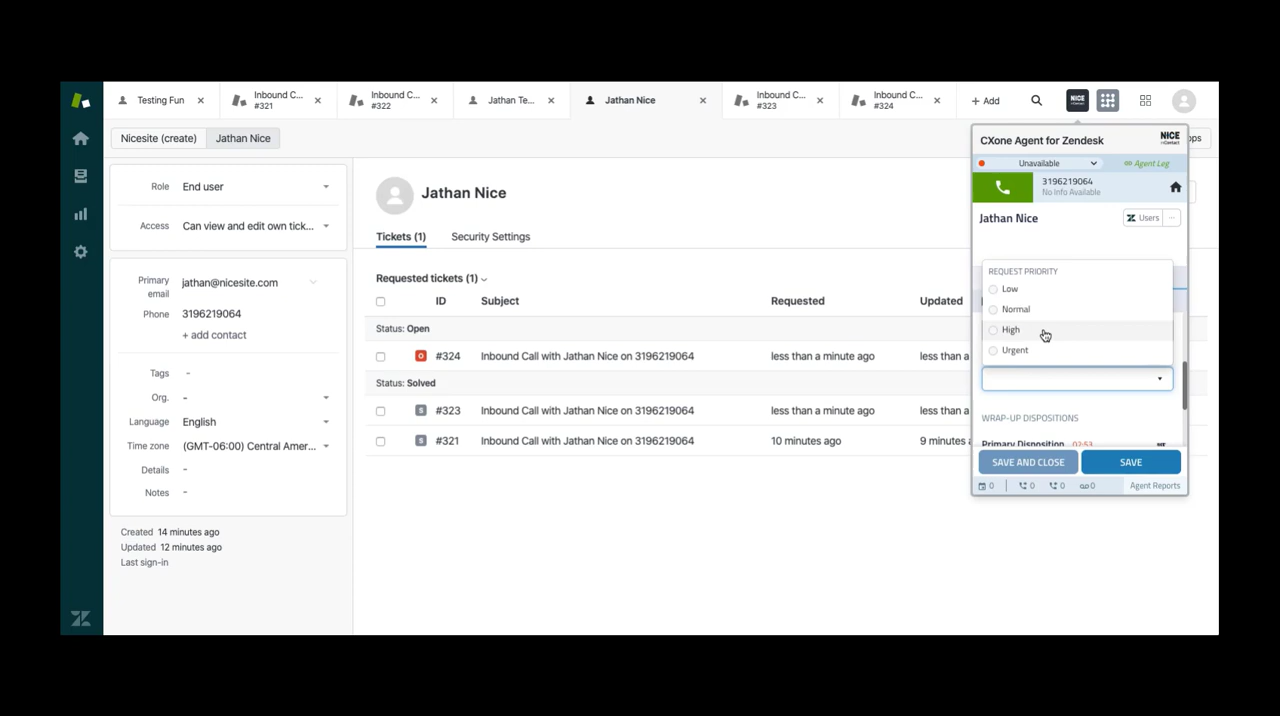 Testing Fun
Inbound C...
#321
Inbound C...
#322
Jathan Te...
Jathan Nice
Inbound C...
#323
Inbound C...
#324
+ Add
NICE
Nicesite (create)
Jathan Nice
ops
Role
End user
Access
Can view and edit own tick...
Primary email
jathan@nicesite.com
Phone
3196219064
+ add contact
Tags
-
Org.
-
Language
English
Time zone
(GMT-06:00) Central Amer...
Details
-
Notes
-
Created 14 minutes ago
Updated 12 minutes ago
Last sign-in
Jathan Nice
Tickets (1)
Security Settings
Requested tickets (1)
ID Subject Requested Updated
Status: Open
O #324 Inbound Call with Jathan Nice on 3196219064 less than a minute ago less than a
Status: Solved
S #323 Inbound Call with Jathan Nice on 3196219064 less than a minute ago less than a
S #321 Inbound Call with Jathan Nice on 3196219064 10 minutes ago 9 minutes
CXone Agent for Zendesk
NICE
inContact
Unavailable
Agent Leg
3196219064
No Info Available
Jathan Nice
Users
...
REQUEST PRIORITY
Low
Normal
High
Urgent
WRAP-UP DISPOSITIONS
Primary Disposition 02:53
SAVE AND CLOSE
SAVE
0
0
0
0
Agent Reports